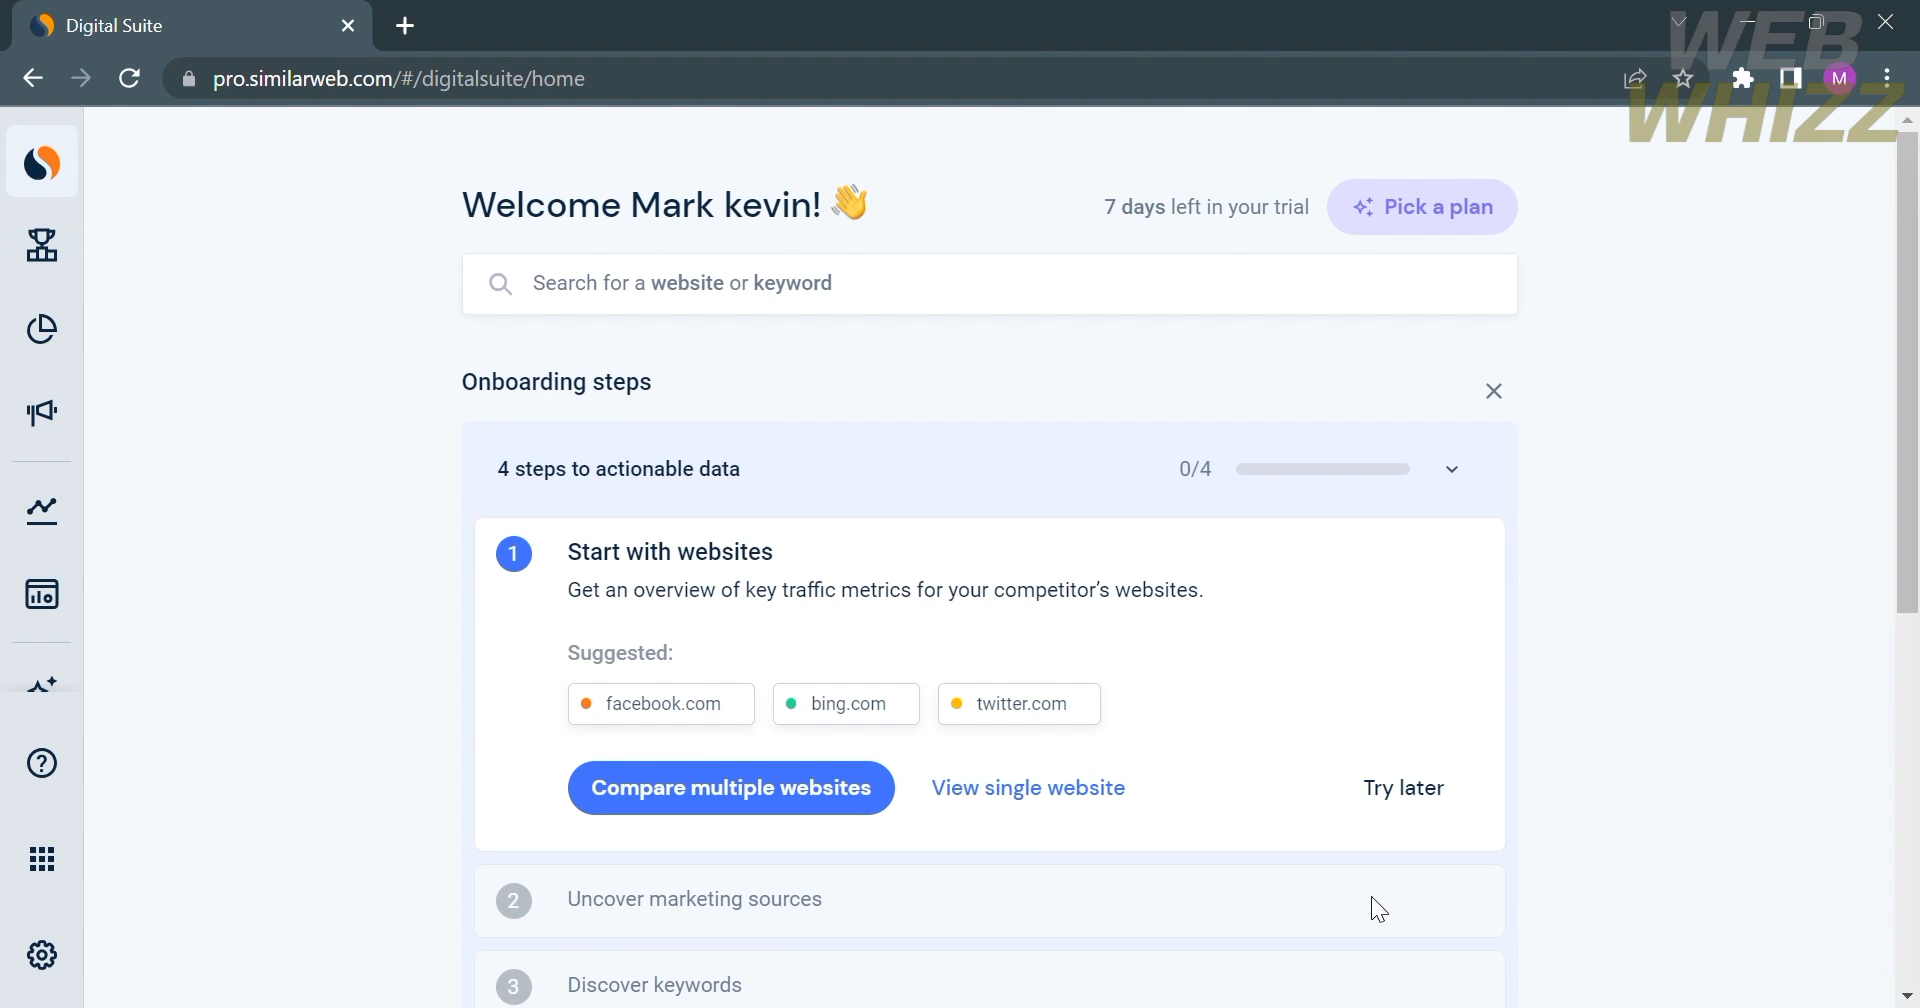 Digital Suite
WEB
WHIZZ
pro.similarweb.com/#/digitalsuite/home
M
Welcome Mark kevin! 👋
7 days left in your trial
Pick a plan
Search for a website or keyword
Onboarding steps
4 steps to actionable data
0/4
1
Start with websites
Get an overview of key traffic metrics for your competitor's websites.
Suggested:
facebook.com
bing.com
twitter.com
Compare multiple websites
View single website
Try later
2
Uncover marketing sources
3
Discover keywords